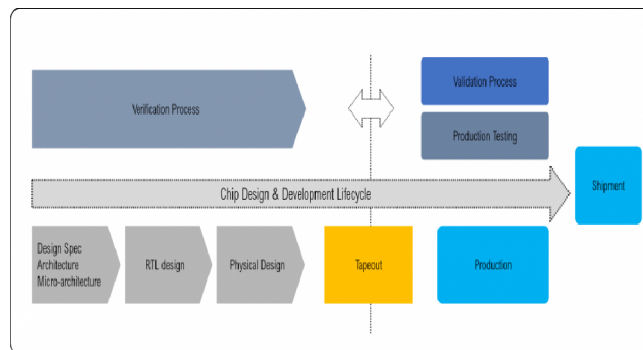 Verification Process
Validation Process
Production Testing
Chip Design & Development Lifecycle
Shipment
Design Spec
Architecture
Micro-architecture
RTL design
Physical Design
Tapeout
Production